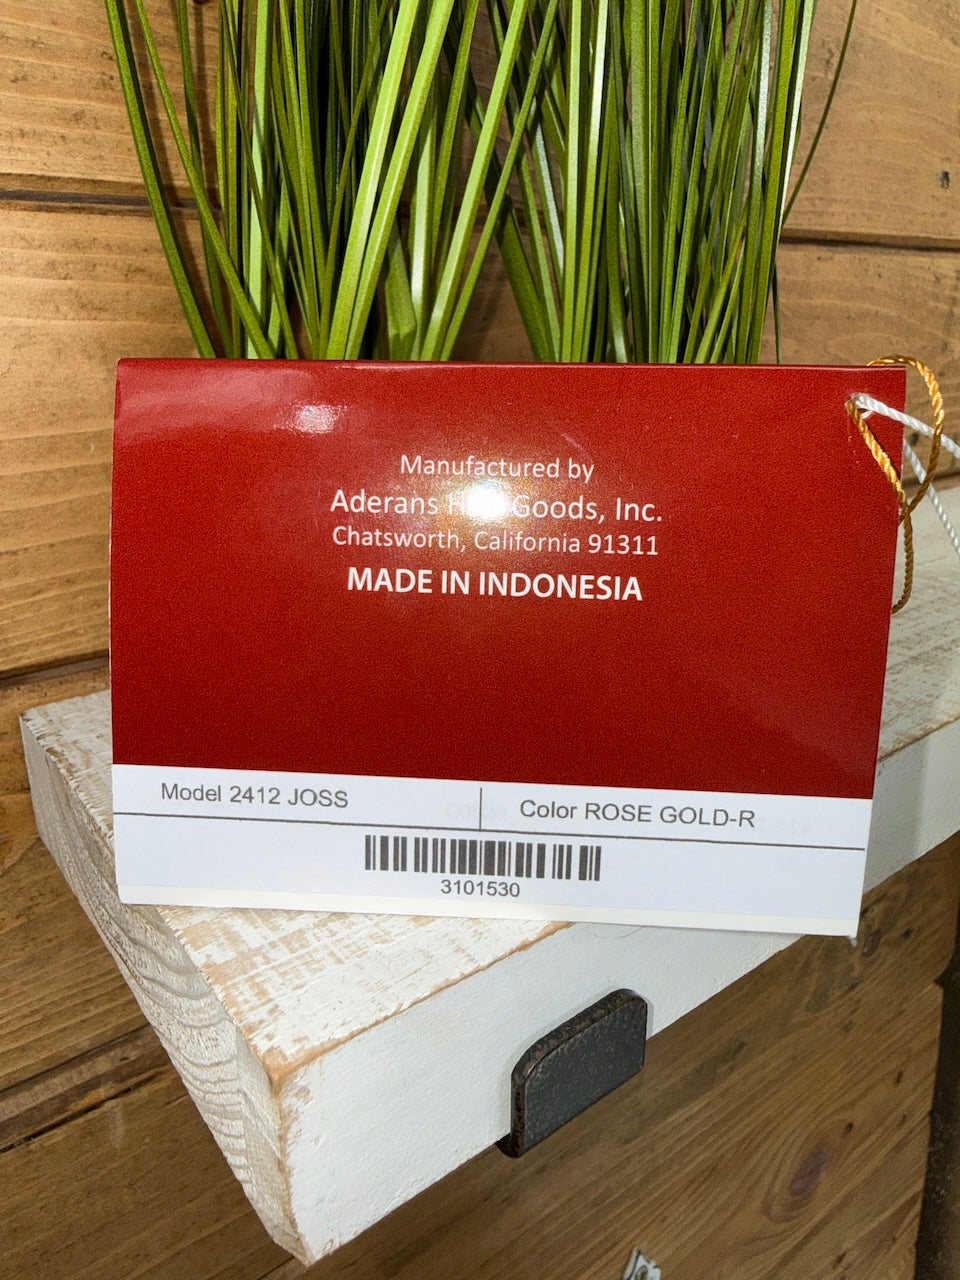 Manufactured by
Aderans Goods, Inc.
Chatsworth, California 91311
MADE IN INDONESIA
Model 2412 JOSS
Color ROSE GOLD-R
3101530